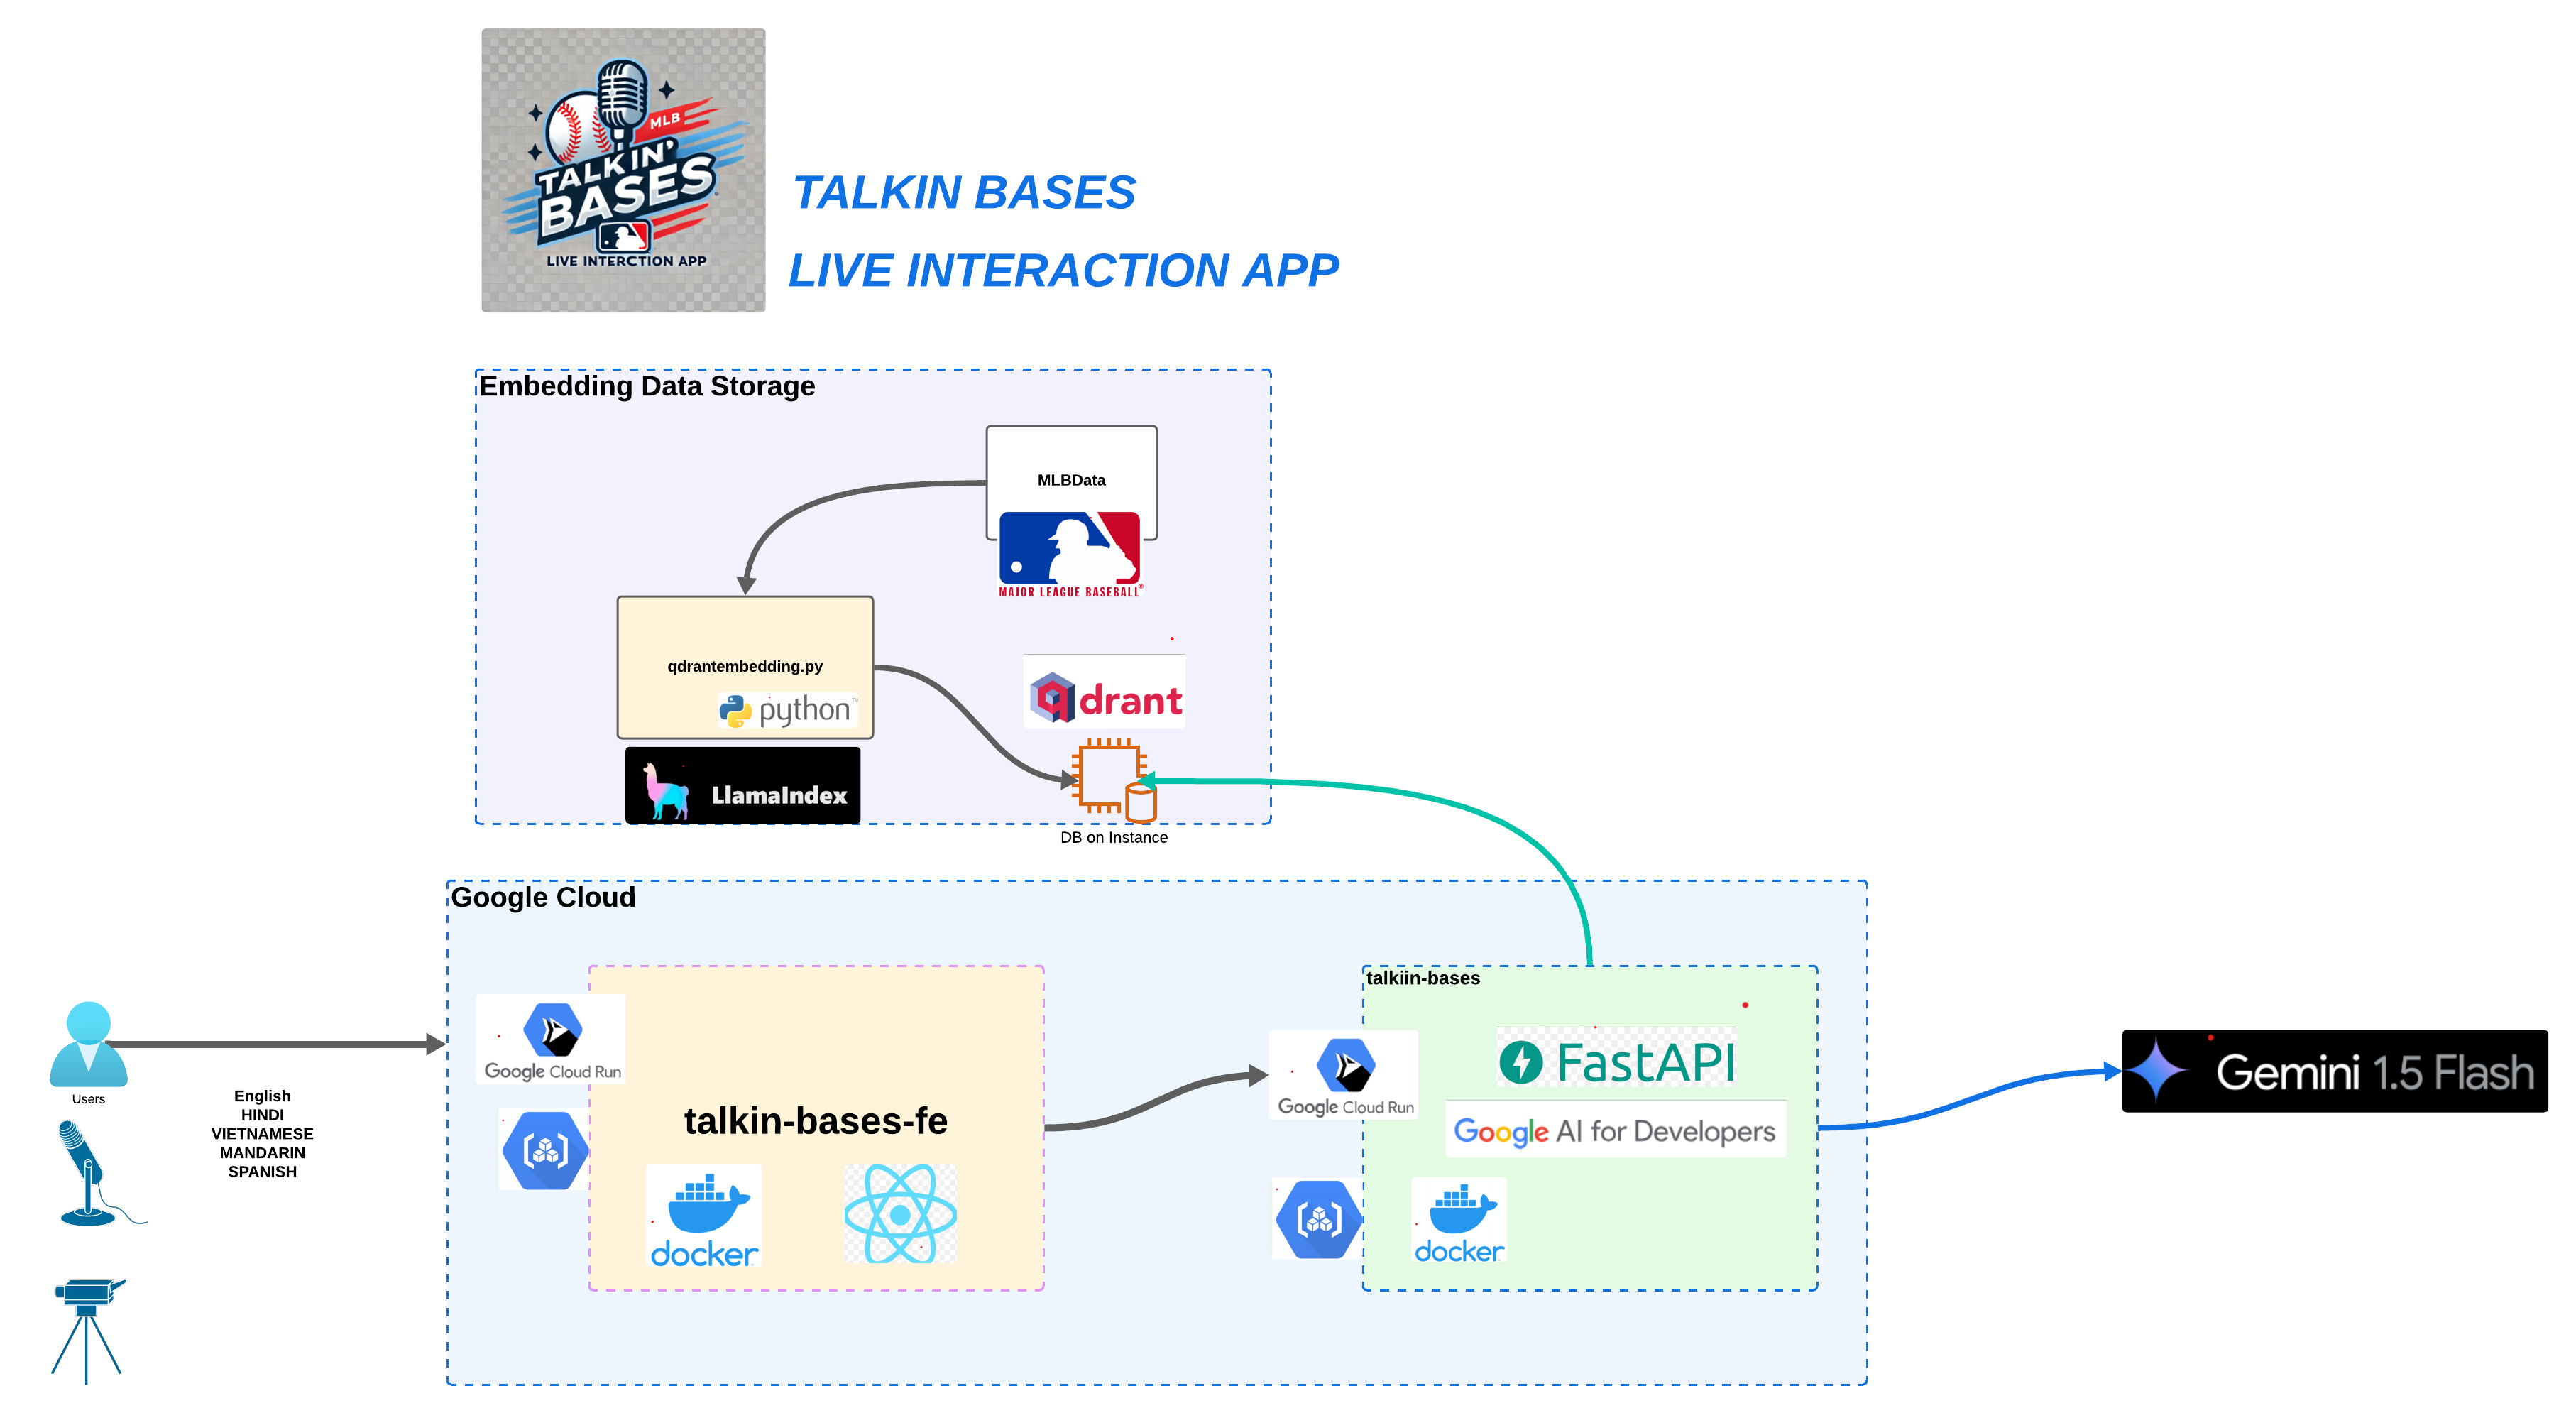 MLB
TALKIN'
BASES
LIVE INTERCTION APP
TALKIN BASES
LIVE INTERACTION APP
Embedding Data Storage
MLBData
MAJOR LEAGUE BASEBALL®
qdrantembedding.py
python™
LlamaIndex
qdrant
DB on Instance
Google Cloud
Users
English
HINDI
VIETNAMESE
MANDARIN
SPANISH
Google Cloud Run
talkin-bases-fe
docker
talkiin-bases
Google Cloud Run
FastAPI
Google AI for Developers
docker
Gemini 1.5 Flash